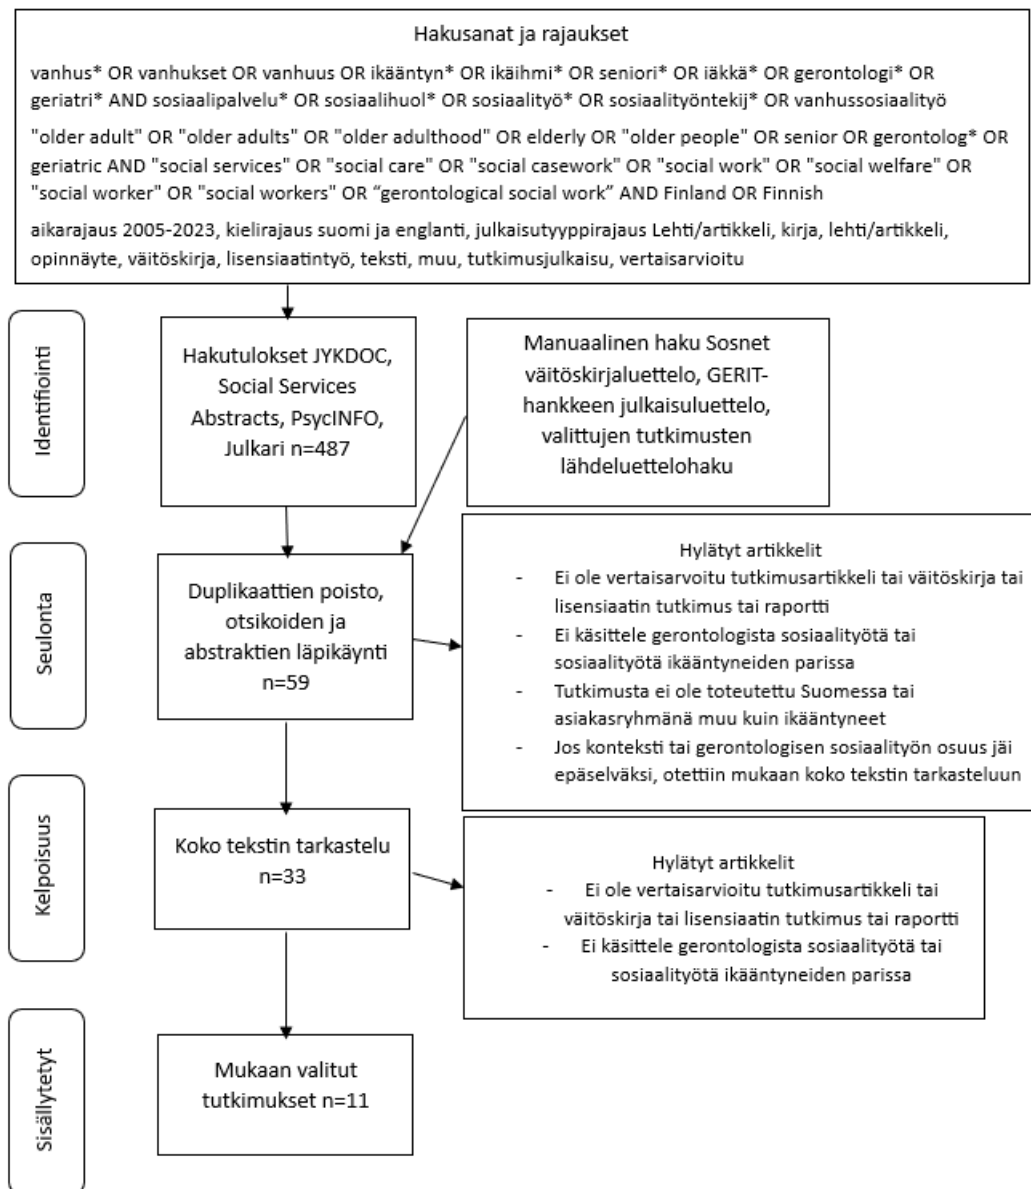 Hakusanat ja rajaukset
vanhus* OR vanhukset OR vanhuus OR ikääntyn* OR ikäihmi* OR seniori* OR iäkkä* OR gerontologi* OR
geriatri* AND sosiaalipalvelu* OR sosiaalihuol* OR sosiaalityö* OR sosiaalityöntekij* OR vanhussosiaalityö
"older adult" OR "older adults" OR "older adulthood" OR elderly OR "older people" OR senior OR gerontolog* OR
geriatric AND "social services" OR "social care" OR "social casework" OR "social work" OR "social welfare" OR
"social worker" OR "social workers" OR “gerontological social work” AND Finland OR Finnish
aikarajaus 2005-2023, kielirajaus suomi ja englanti, julkaisutyyppirajaus Lehti/artikkeli, kirja, lehti/artikkeli,
opinnäyte, väitöskirja, lisensiaatintyö, teksti, muu, tutkimusjulkaisu, vertaisarvioitu
Identifiointi
Hakutulokset JYKDOC,
Social Services
Abstracts, PsycINFO,
Julkari n=487
Manuaalinen haku Sosnet
väitöskirjaluettelo, GERIT-
hankkeen julkaisuluettelo,
valittujen tutkimusten
lähdeluettelohaku
Seulonta
Duplikaattien poisto,
otsikoiden ja
abstraktien läpikäynti
n=59
Hylätyt artikkelit
- Ei ole vertaisarvoitu tutkimusartikkeli tai väitöskirja tai
lisensiaatin tutkimus tai raportti
- Ei käsittele gerontologista sosiaalityötä tai
sosiaalityötä ikääntyneiden parissa
- Tutkimusta ei ole toteutettu Suomessa tai
asiakasryhmänä muu kuin ikääntyneet
- Jos konteksti tai gerontologisen sosiaalityön osuus jäi
epäselväksi, otettiin mukaan koko tekstin tarkasteluun
Kelpoisuus
Koko tekstin tarkastelu
n=33
Hylätyt artikkelit
- Ei ole vertaisarvioitu tutkimusartikkeli tai
väitöskirja tai lisensiaatin tutkimus tai raportti
- Ei käsittele gerontologista sosiaalityötä tai
sosiaalityötä ikääntyneiden parissa
Sisällytetyt
Mukaan valitut
tutkimukset n=11